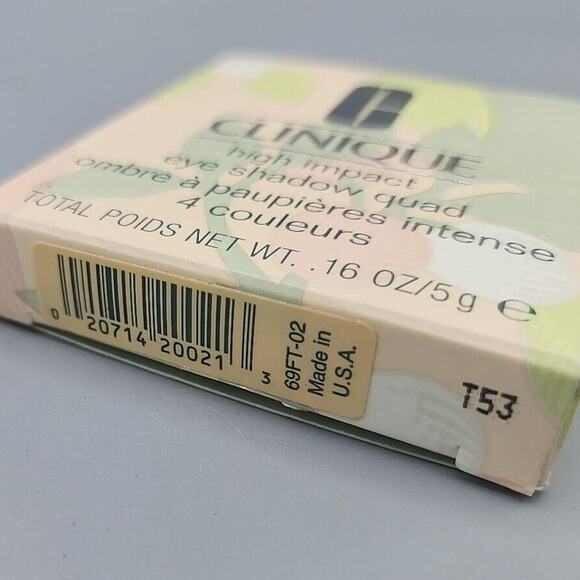 CLINIQUE
high impact
eye shadow quad
ombre à paupières intense
4 couleurs
TOTAL POIDS NET WT. .16 OZ/5g e
0 20714 20021 3
69FT-02
Made in
U.S.A.
T53